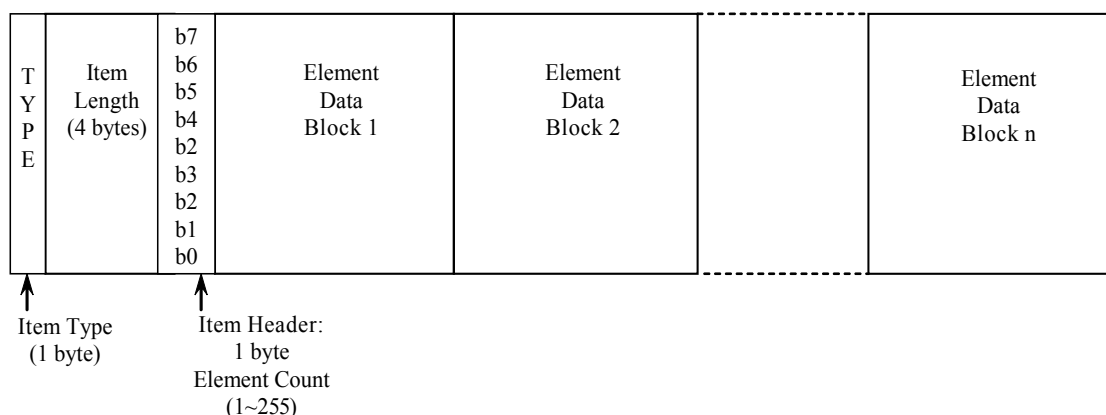 T
Y
P
E
Item
Length
(4 bytes)
b7
b6
b5
b4
b2
b3
b2
b1
b0
Element
Data
Block 1
Element
Data
Block 2
Element
Data
Block n
Item Type
(1 byte)
Item Header:
1 byte
Element Count
(1~255)